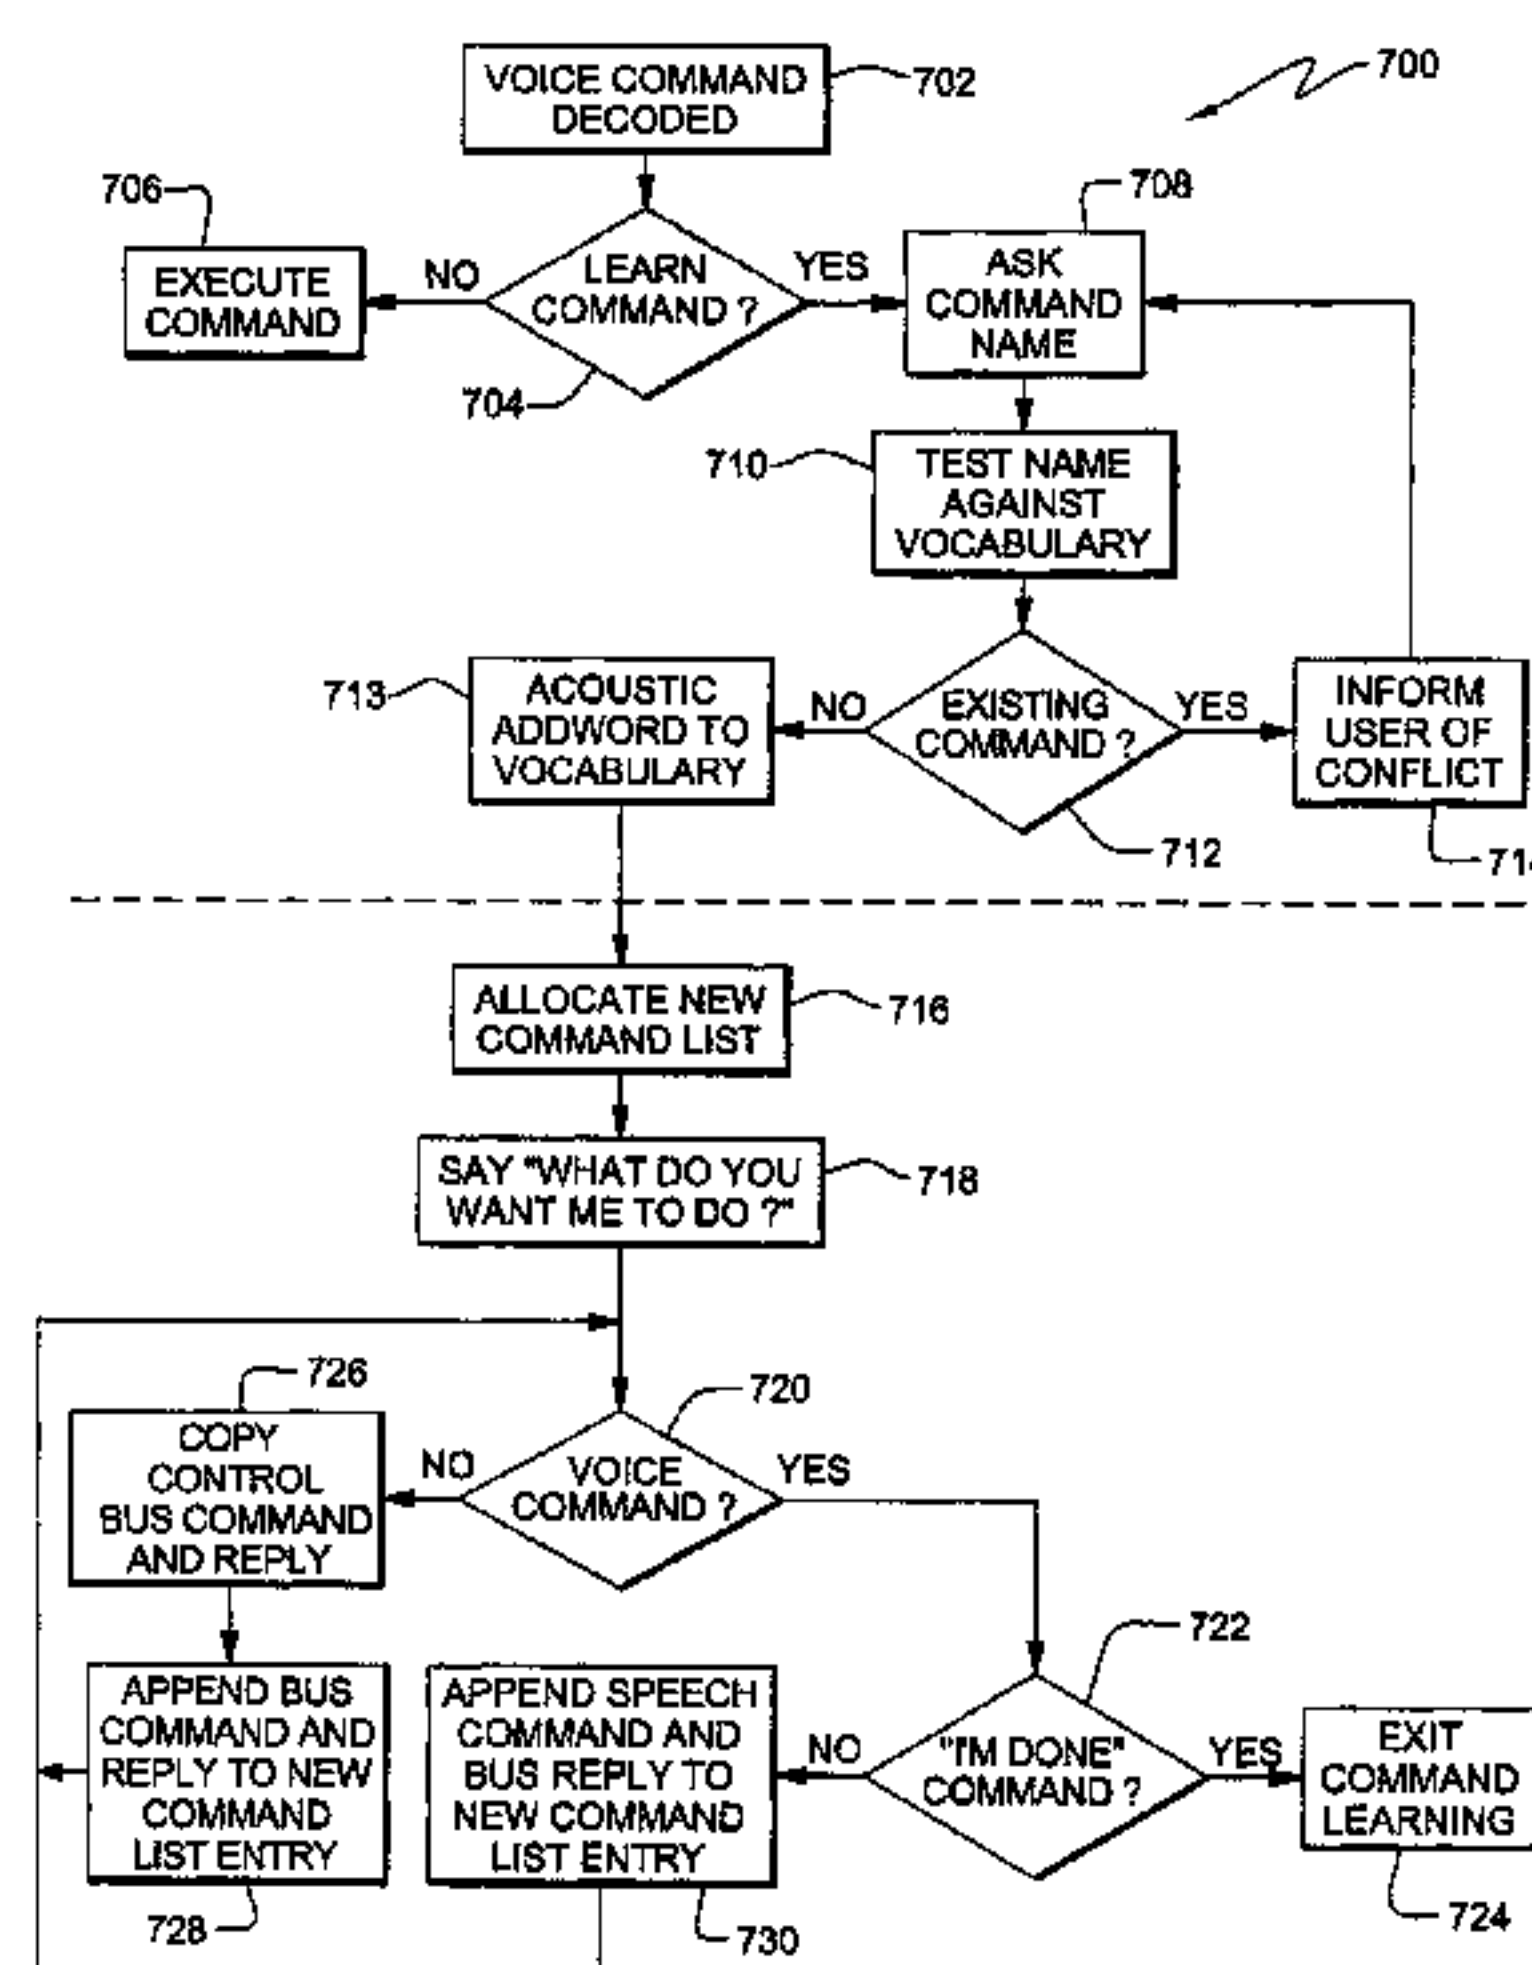 VOICE COMMAND
DECODED
702
700
706
708
EXECUTE
COMMAND
NO
LEARN
COMMAND ?
YES
ASK
COMMAND
NAME
704
710
TEST NAME
AGAINST
VOCABULARY
713
ACOUSTIC
ADDWORD TO
VOCABULARY
NO
EXISTING
COMMAND ?
YES
INFORM
USER OF
CONFLICT
712
ALLOCATE NEW
COMMAND LIST
716
SAY "WHAT DO YOU
WANT ME TO DO ?"
718
726
720
COPY
CONTROL
BUS COMMAND
AND REPLY
NO
VOICE
COMMAND ?
YES
722
APPEND BUS
COMMAND AND
REPLY TO NEW
COMMAND
LIST ENTRY
APPEND SPEECH
COMMAND AND
BUS REPLY TO
NEW COMMAND
LIST ENTRY
NO
"I'M DONE"
COMMAND ?
YES
EXIT
COMMAND
LEARNING
728
730
724